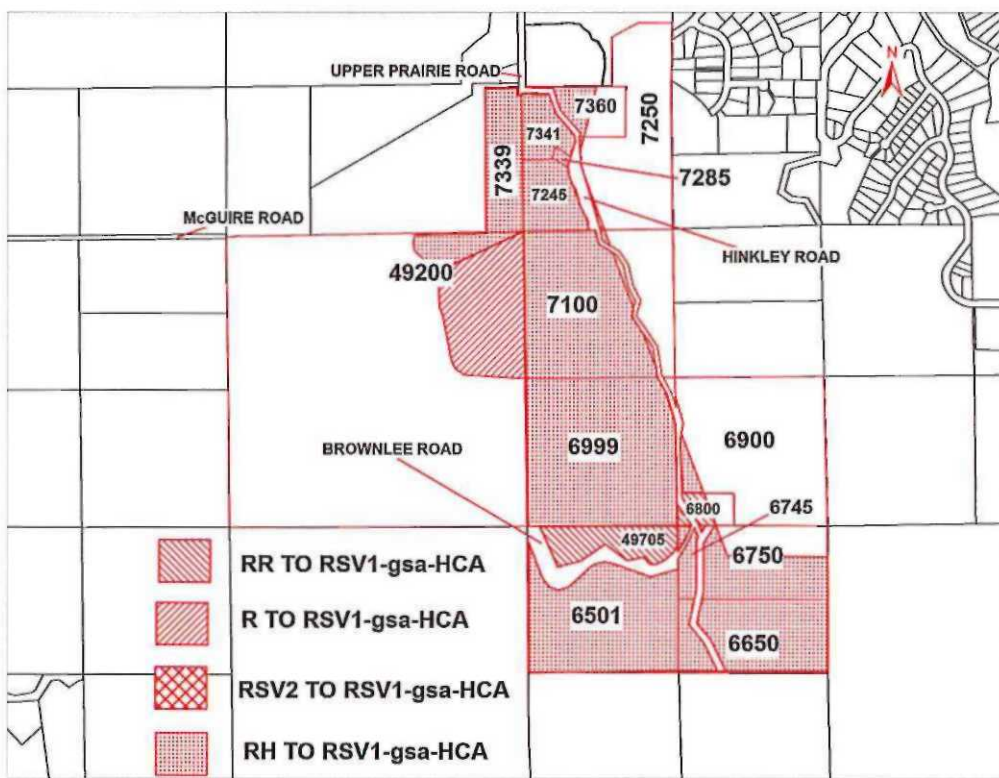 N
UPPER PRAIRIE ROAD
7360
7250
7341
7339
7285
7245
McGUIRE ROAD
HINKLEY ROAD
49200
7100
6999
6900
BROWNLEE ROAD
6745
6800
49705
6750
RR TO RSV1-gsa-HCA
R TO RSV1-gsa-HCA
6501
6650
RSV2 TO RSV1-gsa-HCA
RH TO RSV1-gsa-HCA